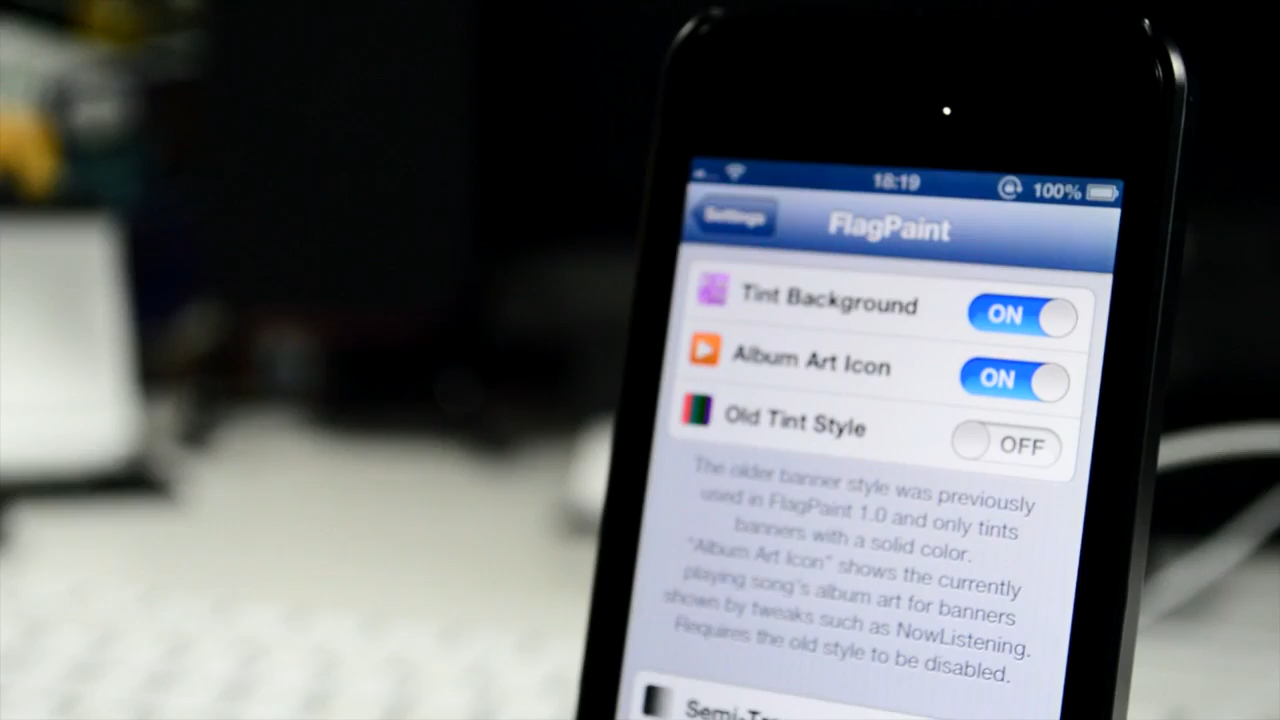 18:19 100%
Settings FlagPaint
Tint Background ON
Album Art Icon ON
Old Tint Style OFF
The older banner style was previously
used in FlagPaint 1.0 and only tints
banners with a solid color.
"Album Art Icon" shows the currently
playing song's album art for banners
shown by tweaks such as NowListening.
Requires the old style to be disabled.